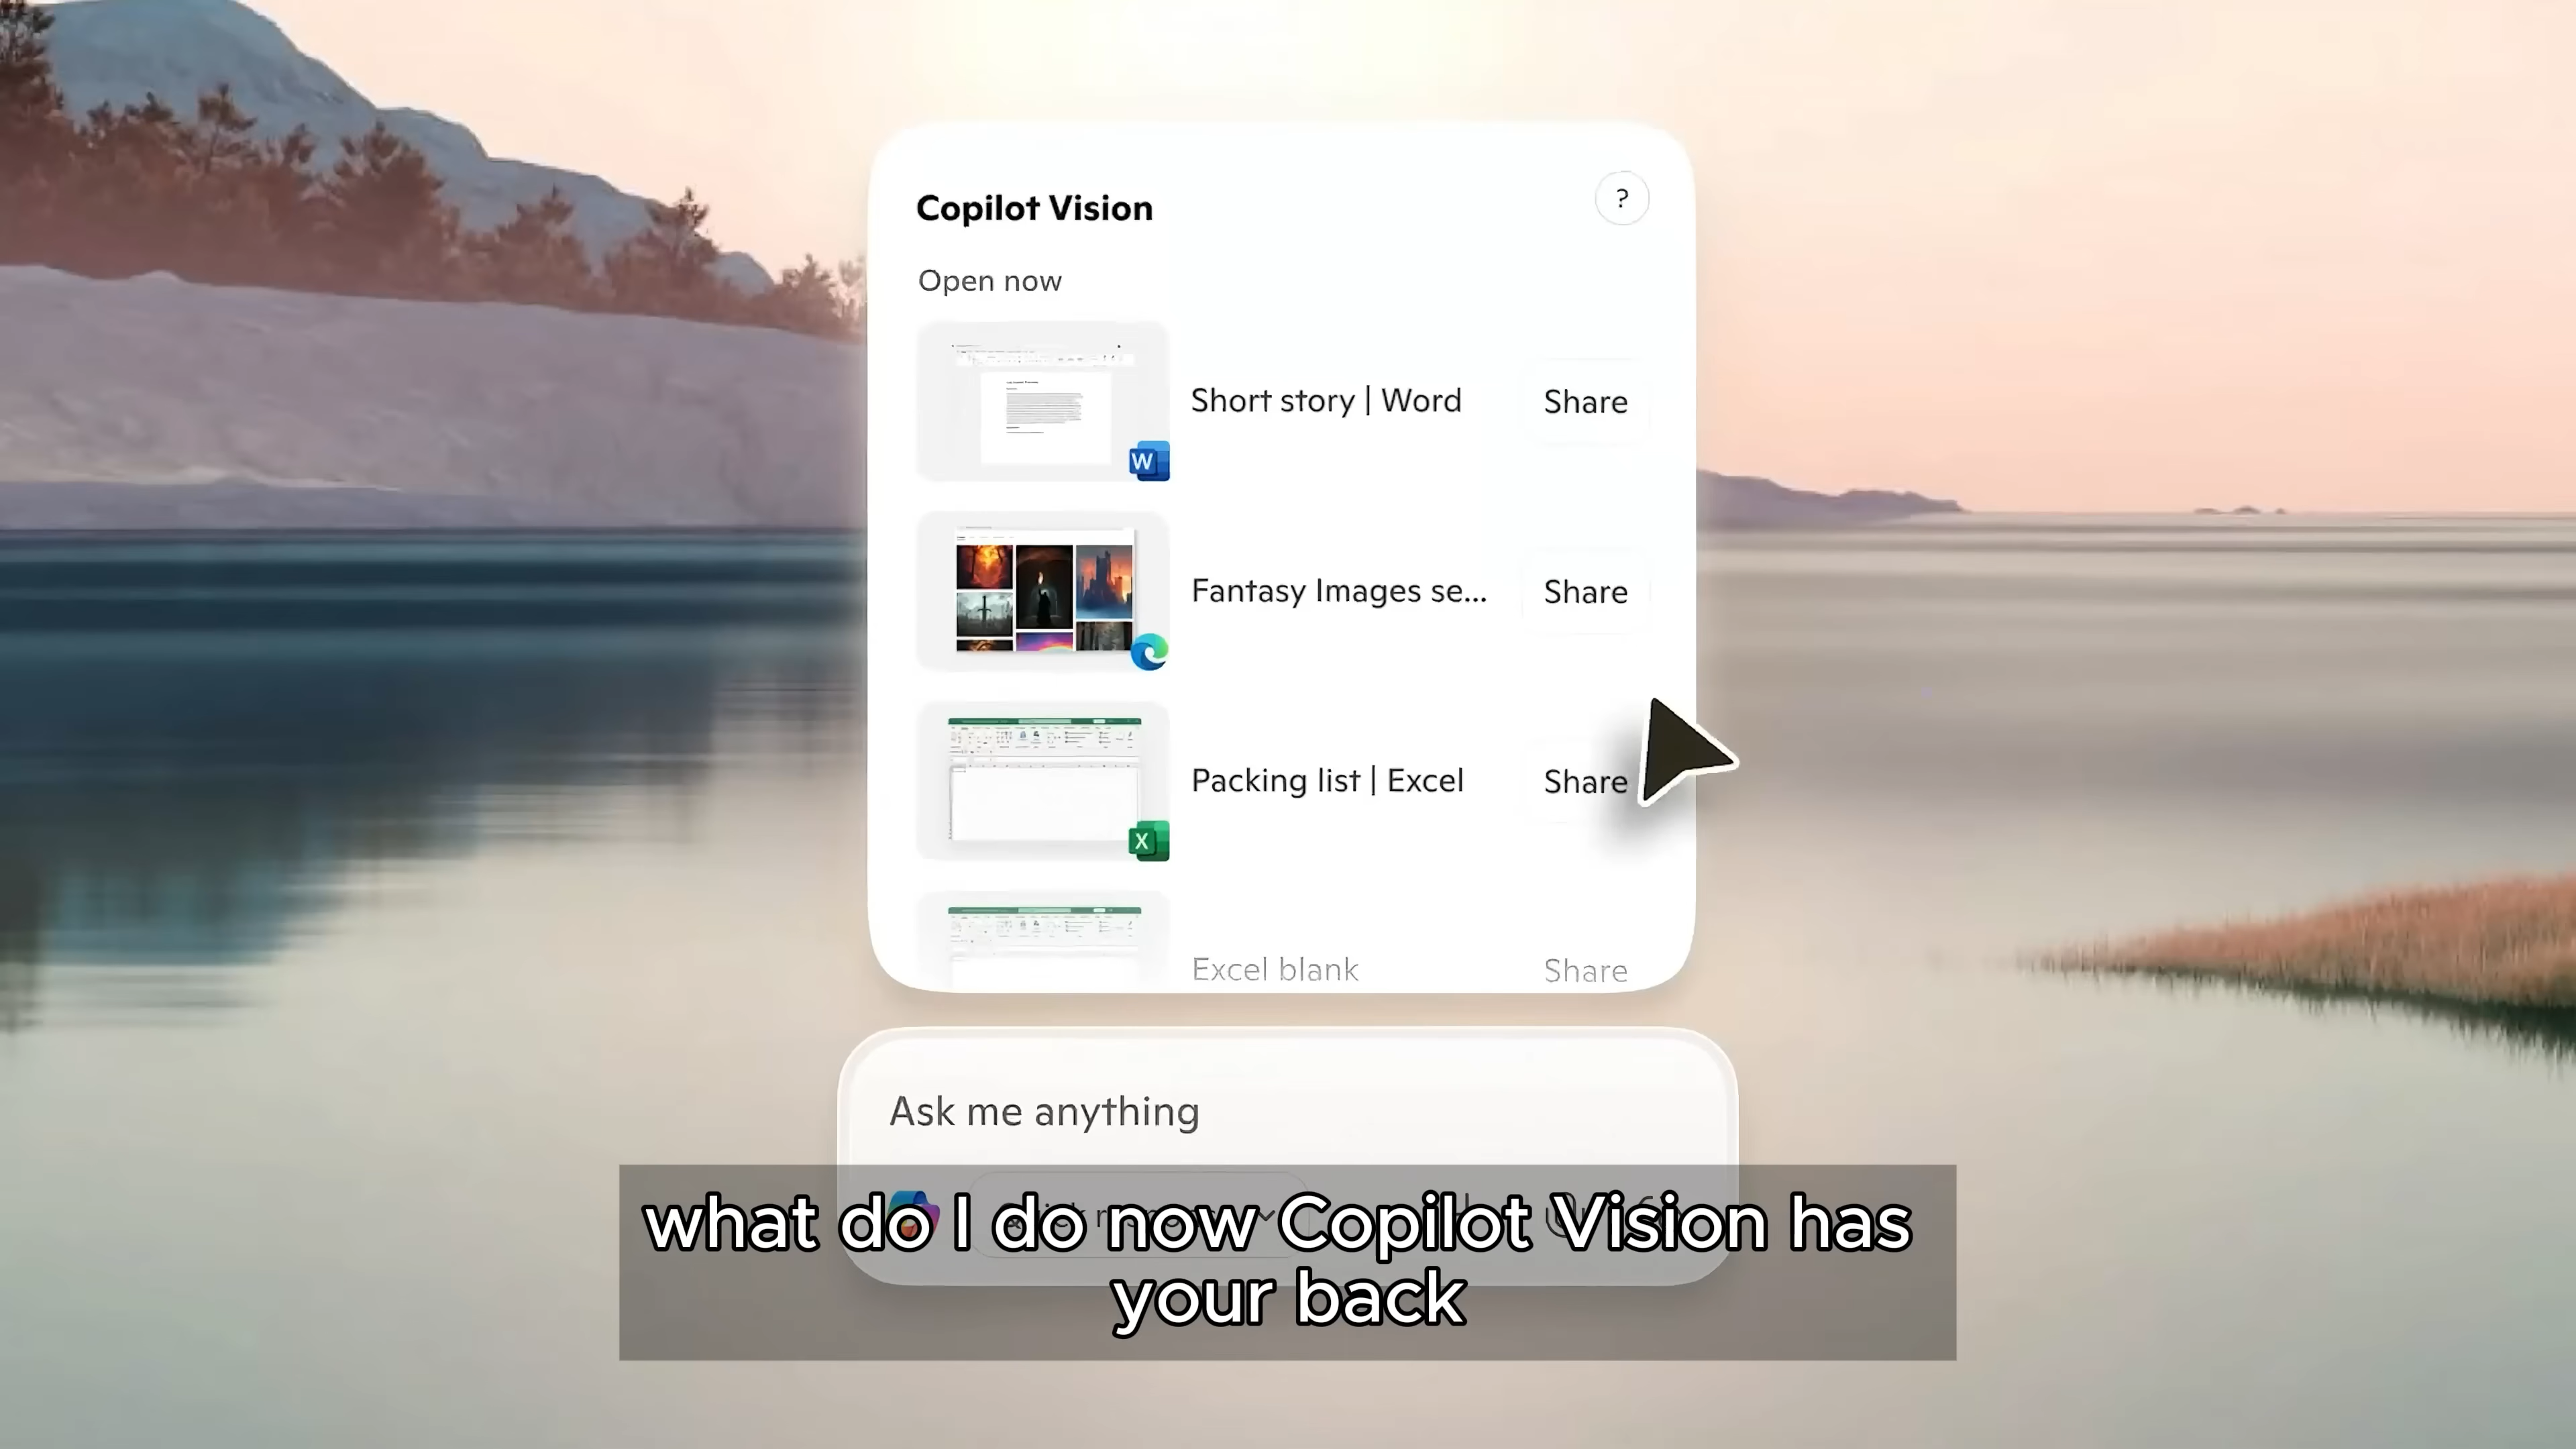 Copilot Vision
?
Open now
Short story | Word
Share
W
Fantasy Images se...
Share
Packing list | Excel
Share
X
Excel blank
Share
Ask me anything
what do I do now Copilot Vision has
your back